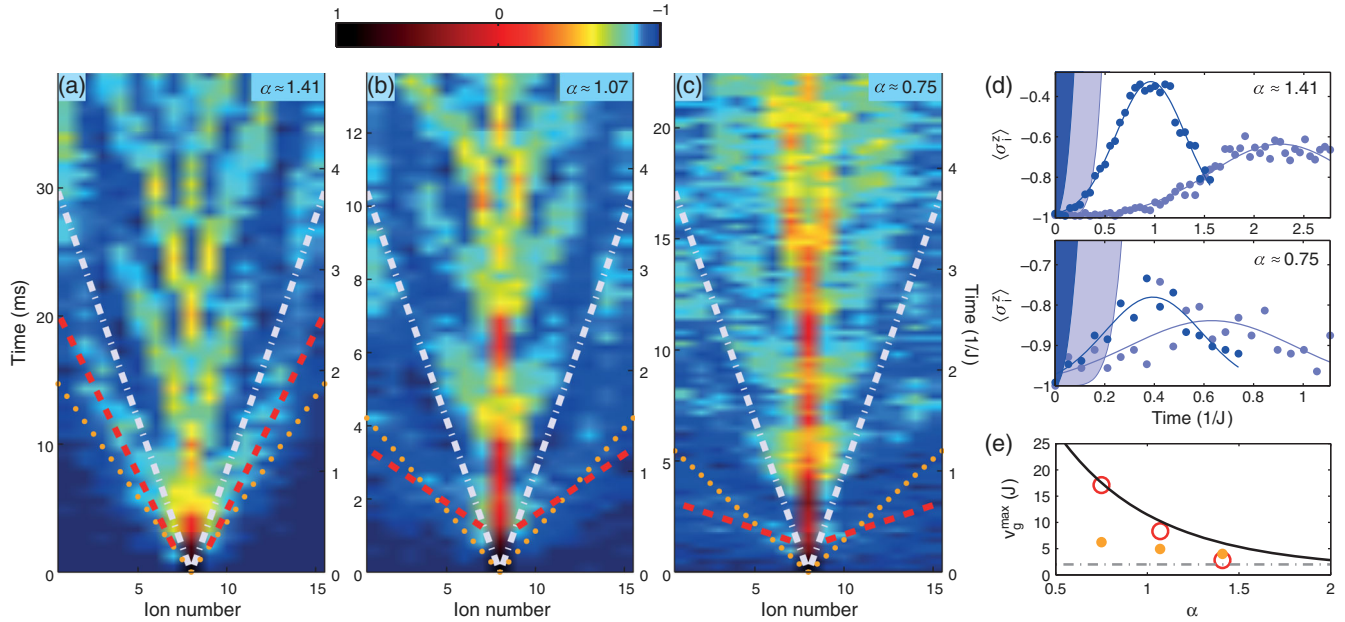 1 0 −1
(a) α ≈ 1.41
(b) α ≈ 1.07
(c) α ≈ 0.75
Time (ms)
30
20
10
0
4
3
2
1
0
12
10
8
6
4
2
0
4
3
2
1
0
20
15
10
5
0
4
3
2
1
0
Time (1/J)
1 5 10 15
Ion number
1 5 10 15
Ion number
1 5 10 15
Ion number
(d) α ≈ 1.41
⟨σᵢᶻ⟩
−0.4
−0.6
−0.8
−1
0 0.5 1 1.5 2 2.5
α ≈ 0.75
⟨σᵢᶻ⟩
−0.7
−0.8
−0.9
−1
0 0.2 0.4 0.6 0.8 1
Time (1/J)
(e)
v_g^max (J)
25
20
15
10
5
0
0.5 1 1.5 2
α